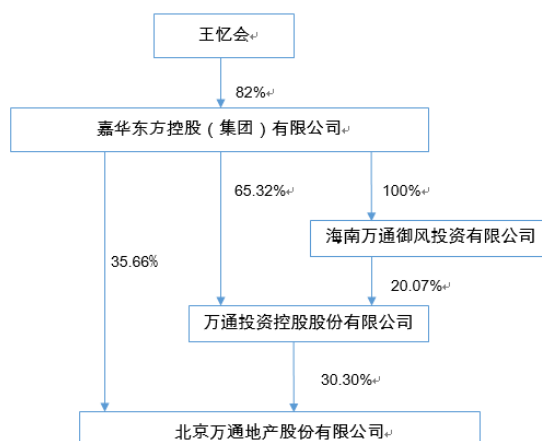 王忆会
82%
嘉华东方控股（集团）有限公司
65.32%
100%
海南万通御风投资有限公司
35.66%
20.07%
万通投资控股股份有限公司
30.30%
北京万通地产股份有限公司